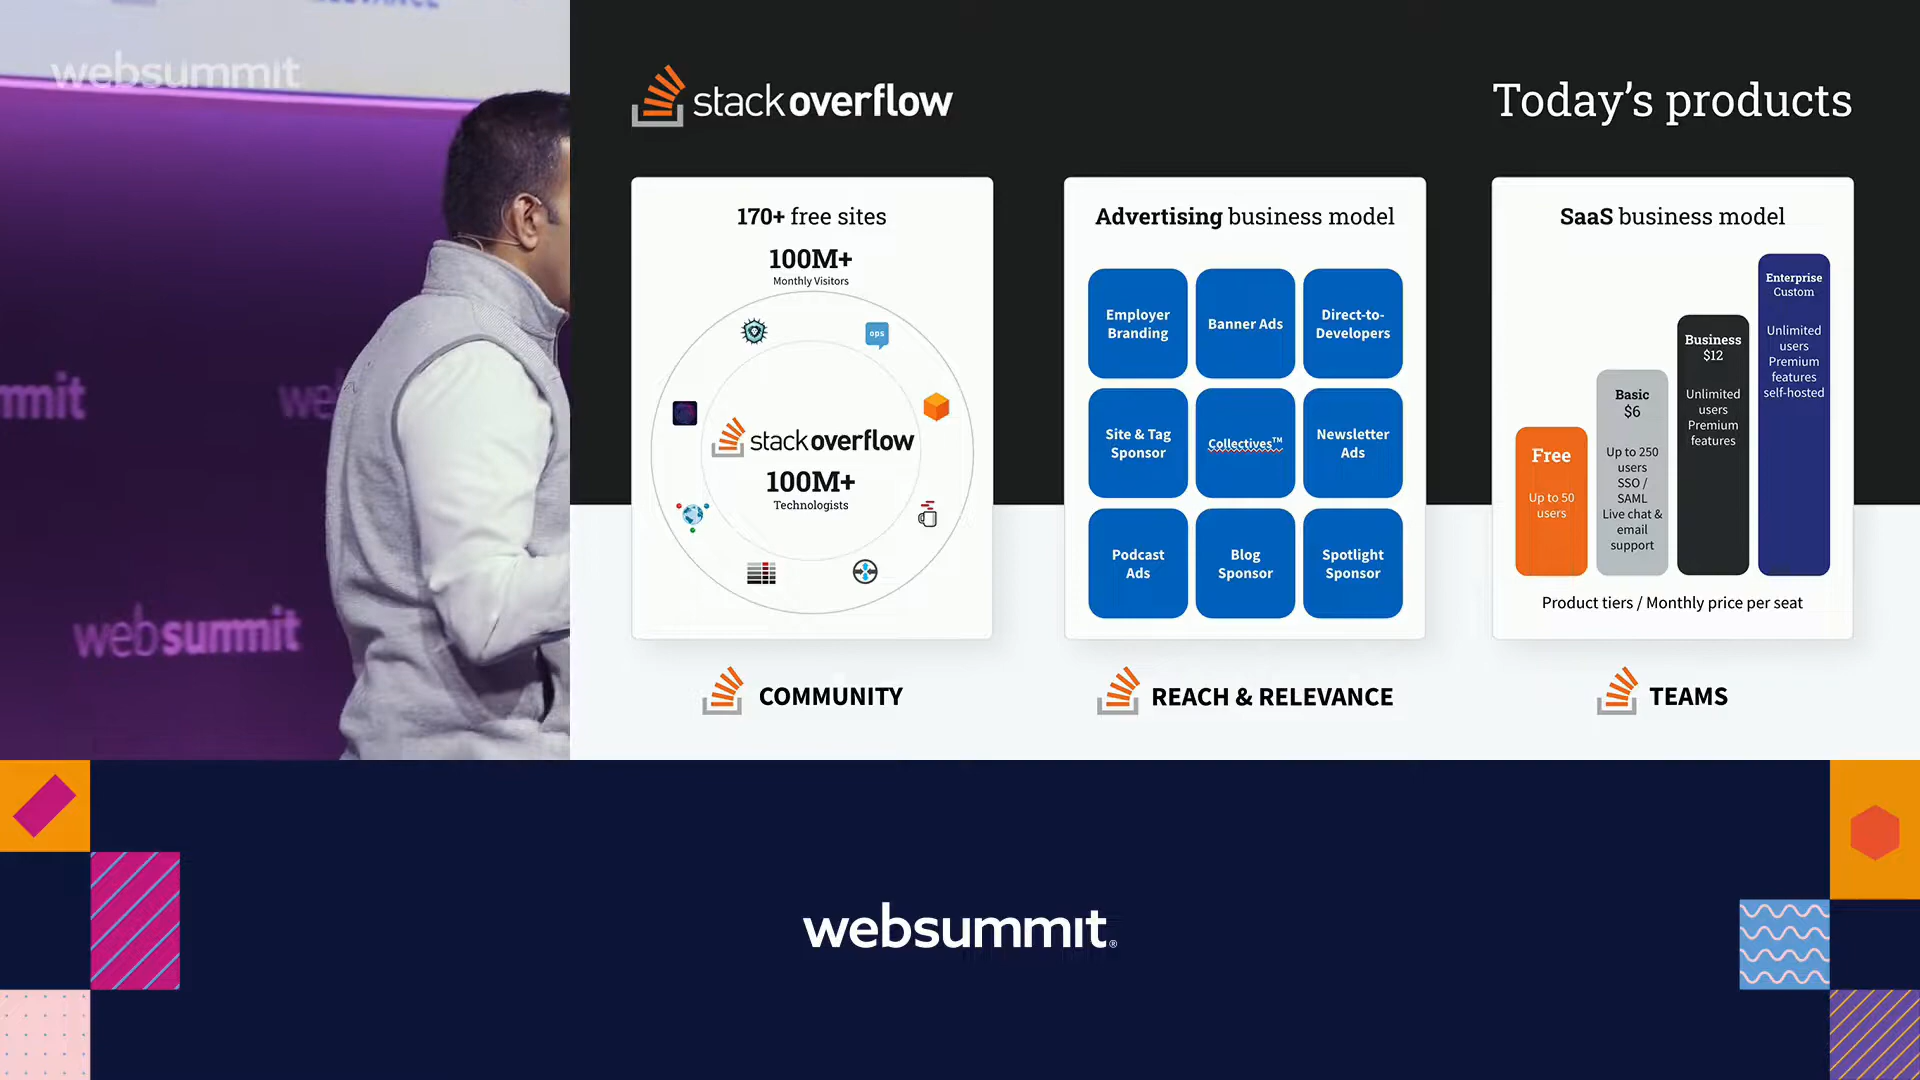 websummit
stackoverflow
Today's products
170+ free sites
100M+
Monthly Visitors
ops
stackoverflow
100M+
Technologists
COMMUNITY
Advertising business model
Employer
Branding
Banner Ads
Direct-to-
Developers
Site & Tag
Sponsor
Collectives™
Newsletter
Ads
Podcast
Ads
Blog
Sponsor
Spotlight
Sponsor
REACH & RELEVANCE
SaaS business model
Free
Up to 50
users
Basic
$6
Up to 250
users
SSO /
SAML
Live chat &
email
support
Business
$12
Unlimited
users
Premium
features
Enterprise
Custom
Unlimited
users
Premium
features
self-hosted
Product tiers / Monthly price per seat
TEAMS
mmit
we
websummit
websummit®